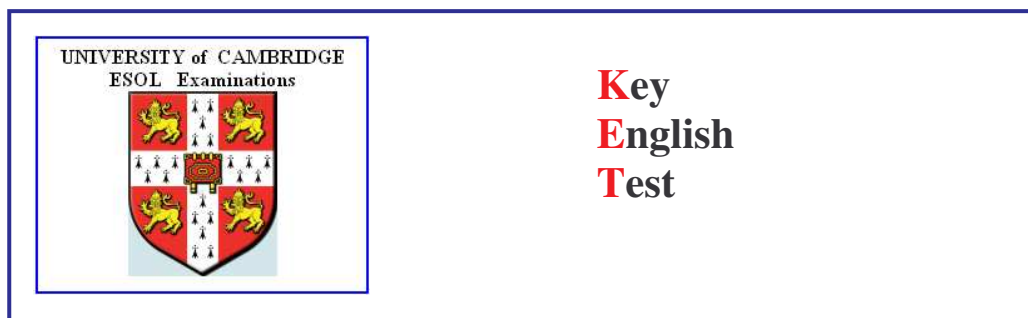 UNIVERSITY of CAMBRIDGE
ESOL Examinations
Key
English
Test